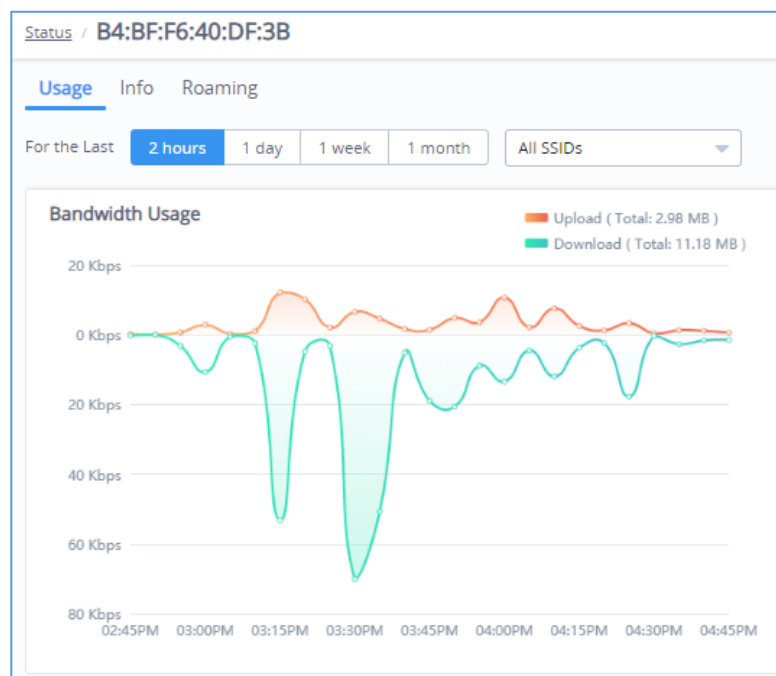 Status / B4:BF:F6:40:DF:3B
Usage Info Roaming
For the Last 2 hours 1 day 1 week 1 month All SSIDs
Bandwidth Usage
Upload ( Total: 2.98 MB )
Download ( Total: 11.18 MB )
20 Kbps
0 Kbps
20 Kbps
40 Kbps
60 Kbps
80 Kbps
02:45PM 03:00PM 03:15PM 03:30PM 03:45PM 04:00PM 04:15PM 04:30PM 04:45PM